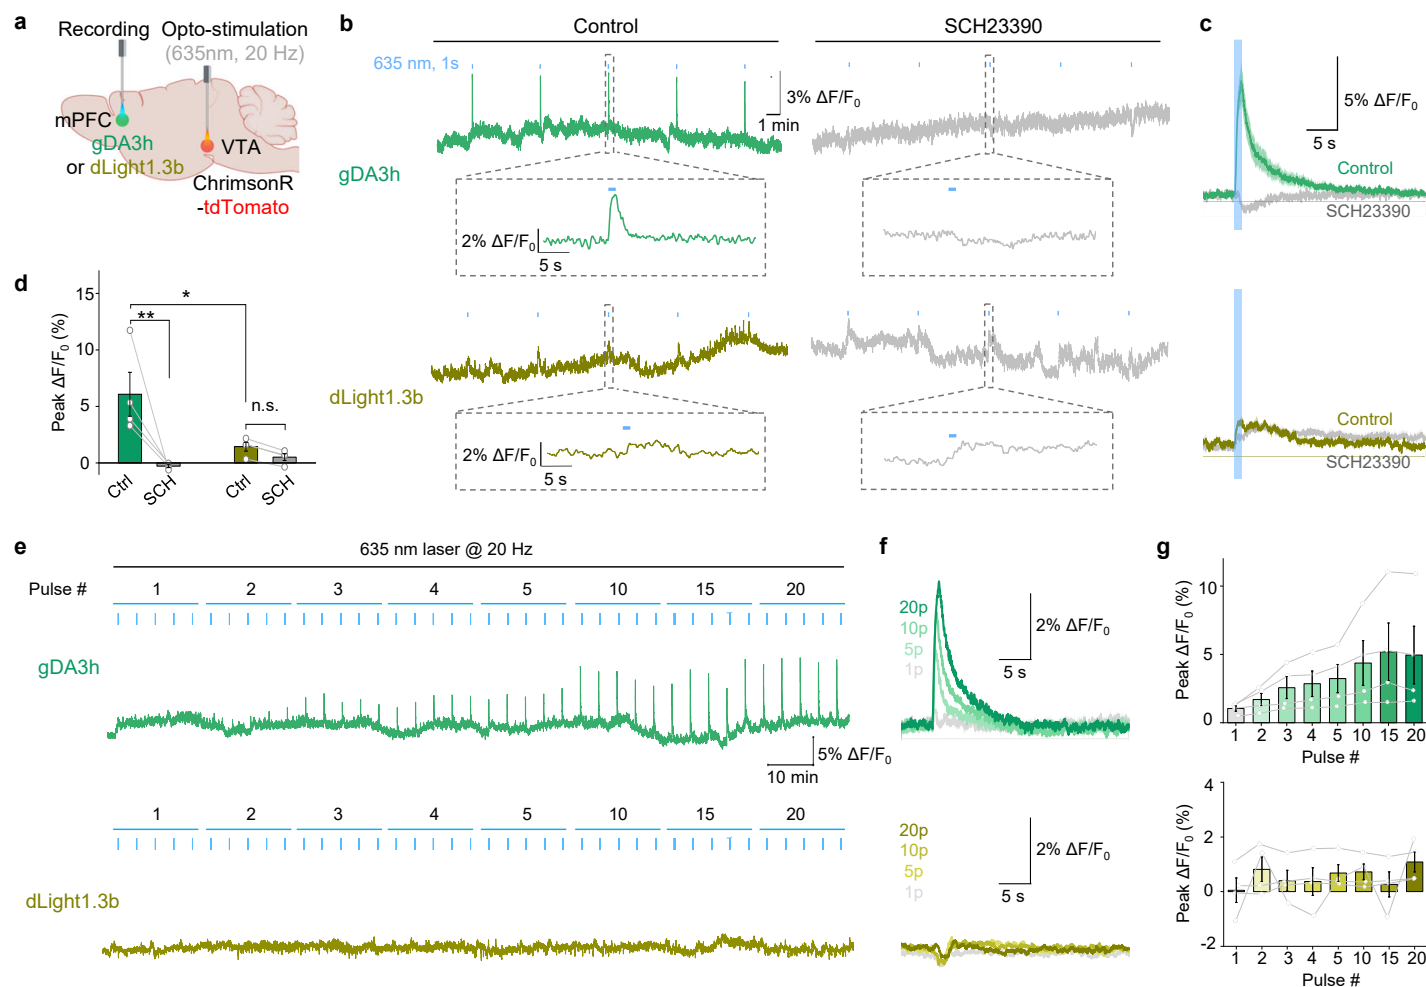 a
Recording
Opto-stimulation
(635nm, 20 Hz)
mPFC
gDA3h
or dLight1.3b
VTA
ChrimsonR
-tdTomato
b
Control
SCH23390
635 nm, 1s
3% ΔF/F0
1 min
gDA3h
2% ΔF/F0
5 s
dLight1.3b
2% ΔF/F0
5 s
c
5% ΔF/F0
5 s
Control
SCH23390
Control
SCH23390
d
Peak ΔF/F0 (%)
15
10
5
0
*
**
n.s.
Ctrl
SCH
Ctrl
SCH
e
635 nm laser @ 20 Hz
Pulse #
1 2 3 4 5 10 15 20
gDA3h
5% ΔF/F0
10 min
1 2 3 4 5 10 15 20
dLight1.3b
f
20p
10p
5p
1p
2% ΔF/F0
5 s
20p
10p
5p
1p
2% ΔF/F0
5 s
g
Peak ΔF/F0 (%)
10
5
0
1 2 3 4 5 10 15 20
Pulse #
Peak ΔF/F0 (%)
4
2
0
-2
1 2 3 4 5 10 15 20
Pulse #